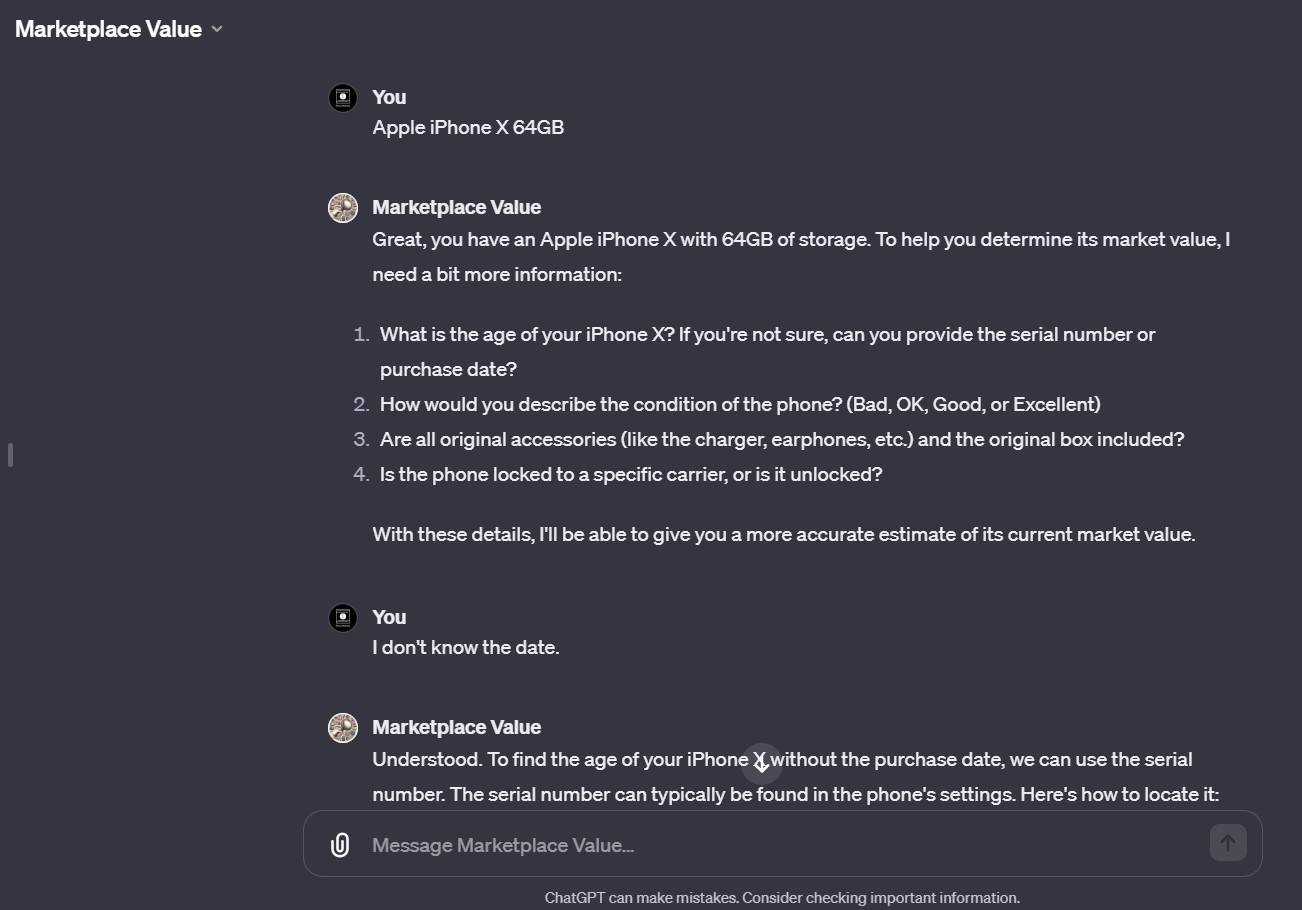 Marketplace Value
You
Apple iPhone X 64GB
Marketplace Value
Great, you have an Apple iPhone X with 64GB of storage. To help you determine its market value, I
need a bit more information:
1. What is the age of your iPhone X? If you're not sure, can you provide the serial number or
purchase date?
2. How would you describe the condition of the phone? (Bad, OK, Good, or Excellent)
3. Are all original accessories (like the charger, earphones, etc.) and the original box included?
4. Is the phone locked to a specific carrier, or is it unlocked?
With these details, I'll be able to give you a more accurate estimate of its current market value.
You
I don't know the date.
Marketplace Value
Understood. To find the age of your iPhone X without the purchase date, we can use the serial
number. The serial number can typically be found in the phone's settings. Here's how to locate it:
Message Marketplace Value...
ChatGPT can make mistakes. Consider checking important information.